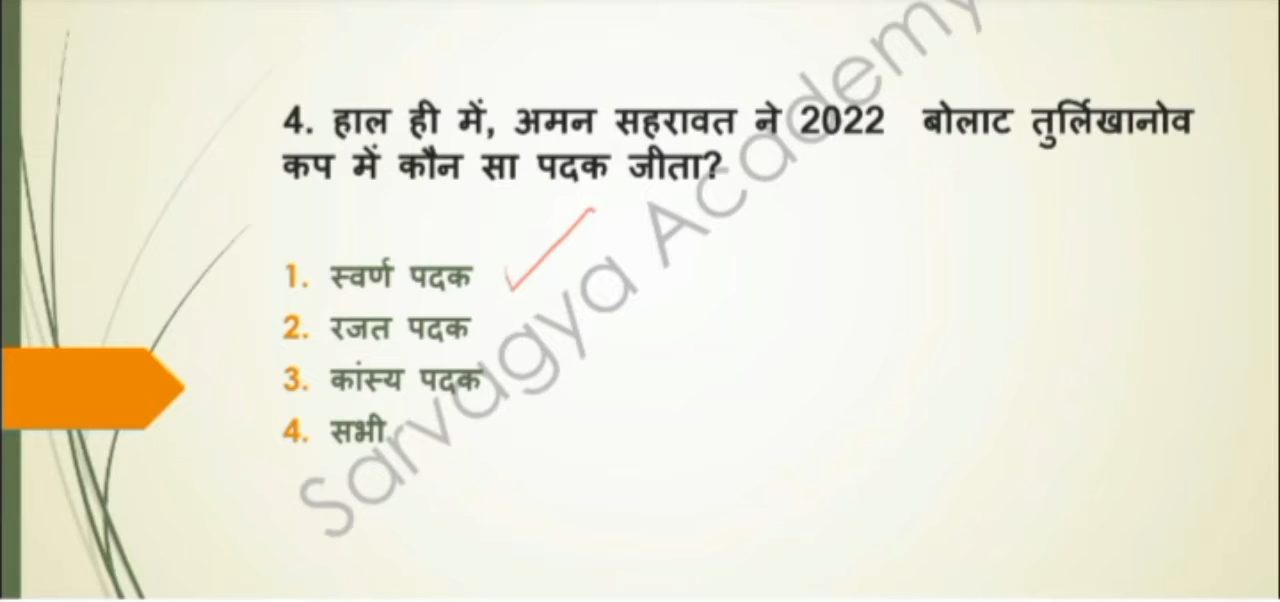 4. हाल ही में, अमन सहरावत ने 2022 बोलाट तुर्लिखानोव
कप में कौन सा पदक जीता?
1. स्वर्ण पदक
2. रजत पदक
3. कांस्य पदक
4. सभी
Sarvagya Academy